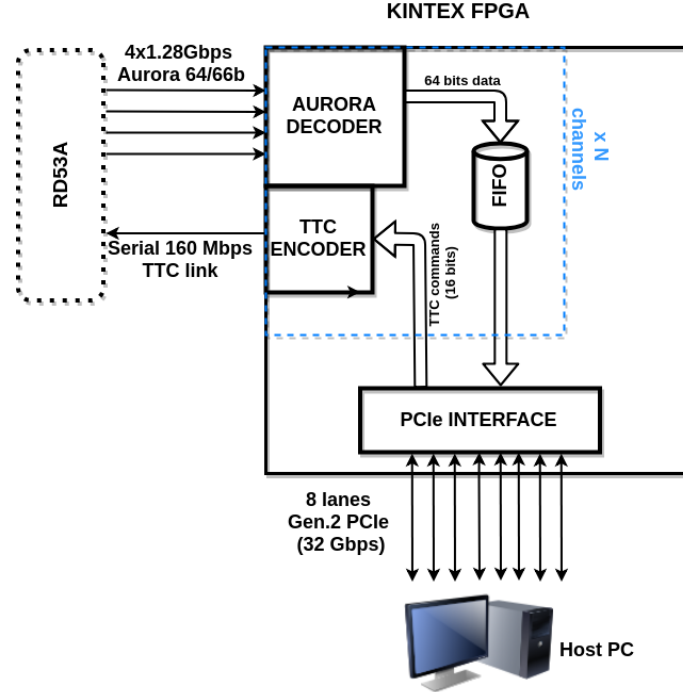 KINTEX FPGA
4x1.28Gbps
Aurora 64/66b
RD53A
AURORA
DECODER
64 bits data
x N
channels
FIFO
TTC
ENCODER
Serial 160 Mbps
TTC link
TTC commands
(16 bits)
PCIe INTERFACE
8 lanes
Gen.2 PCIe
(32 Gbps)
Host PC